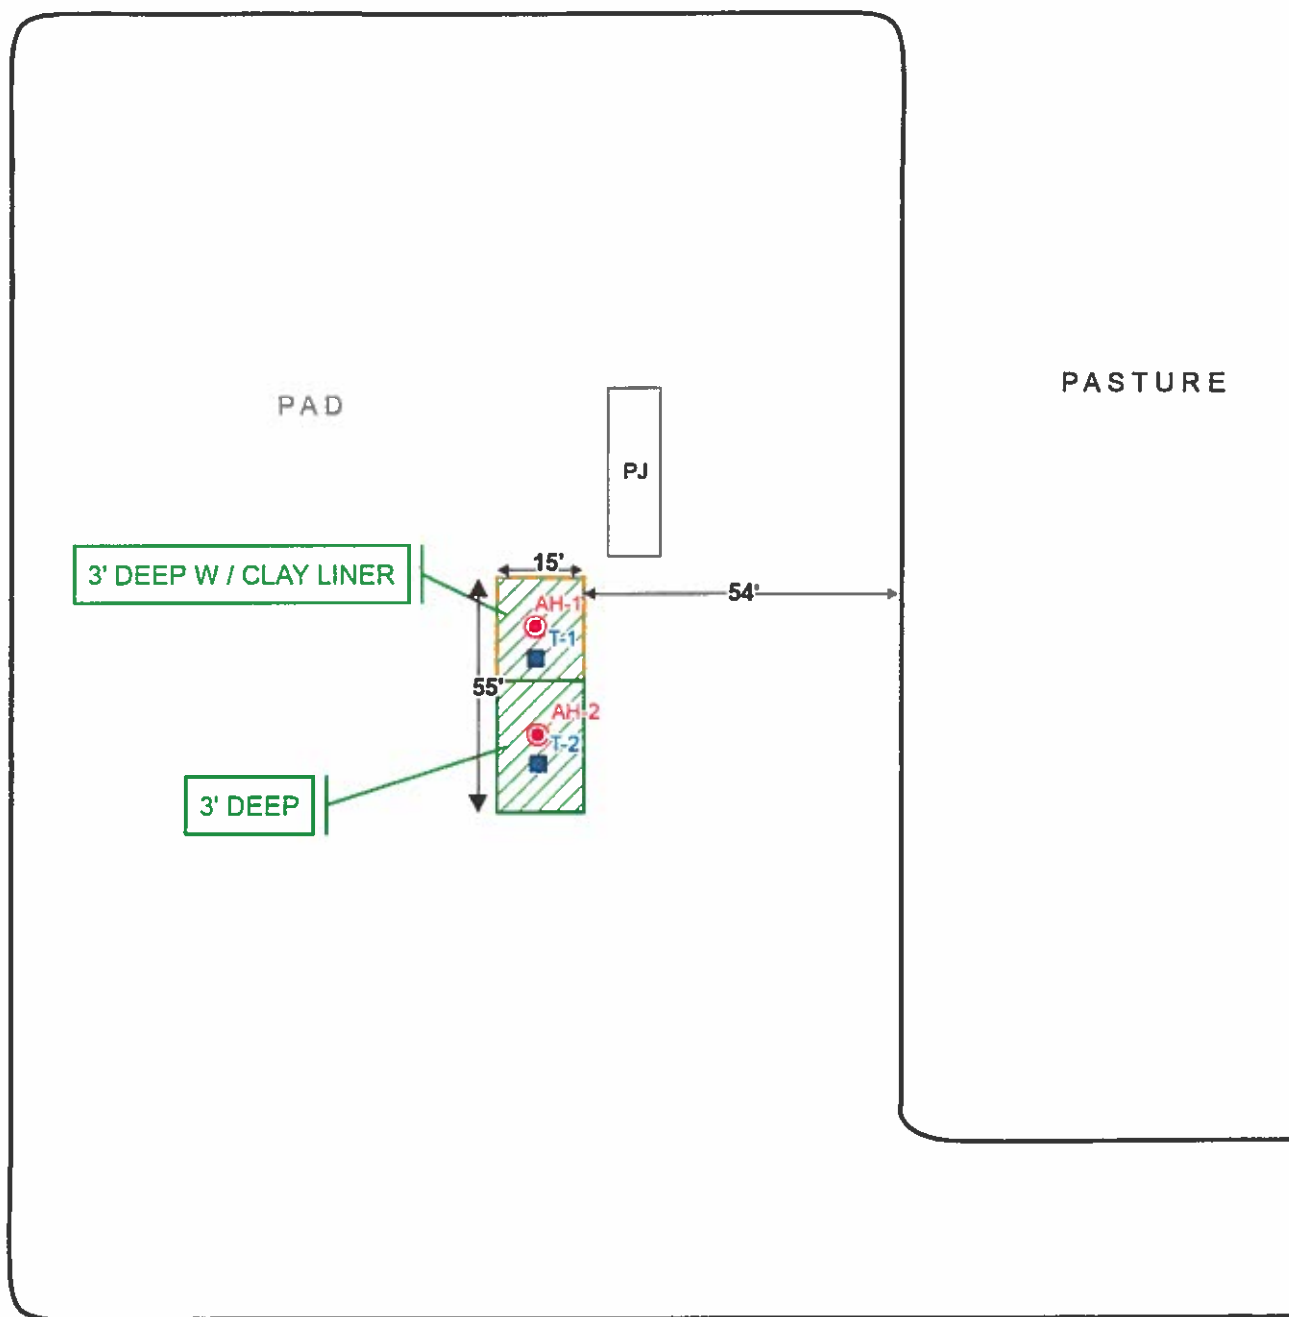 PASTURE
PAD
PJ
15'
3' DEEP W / CLAY LINER
54'
AH-1
T-1
55'
AH-2
T-2
3' DEEP